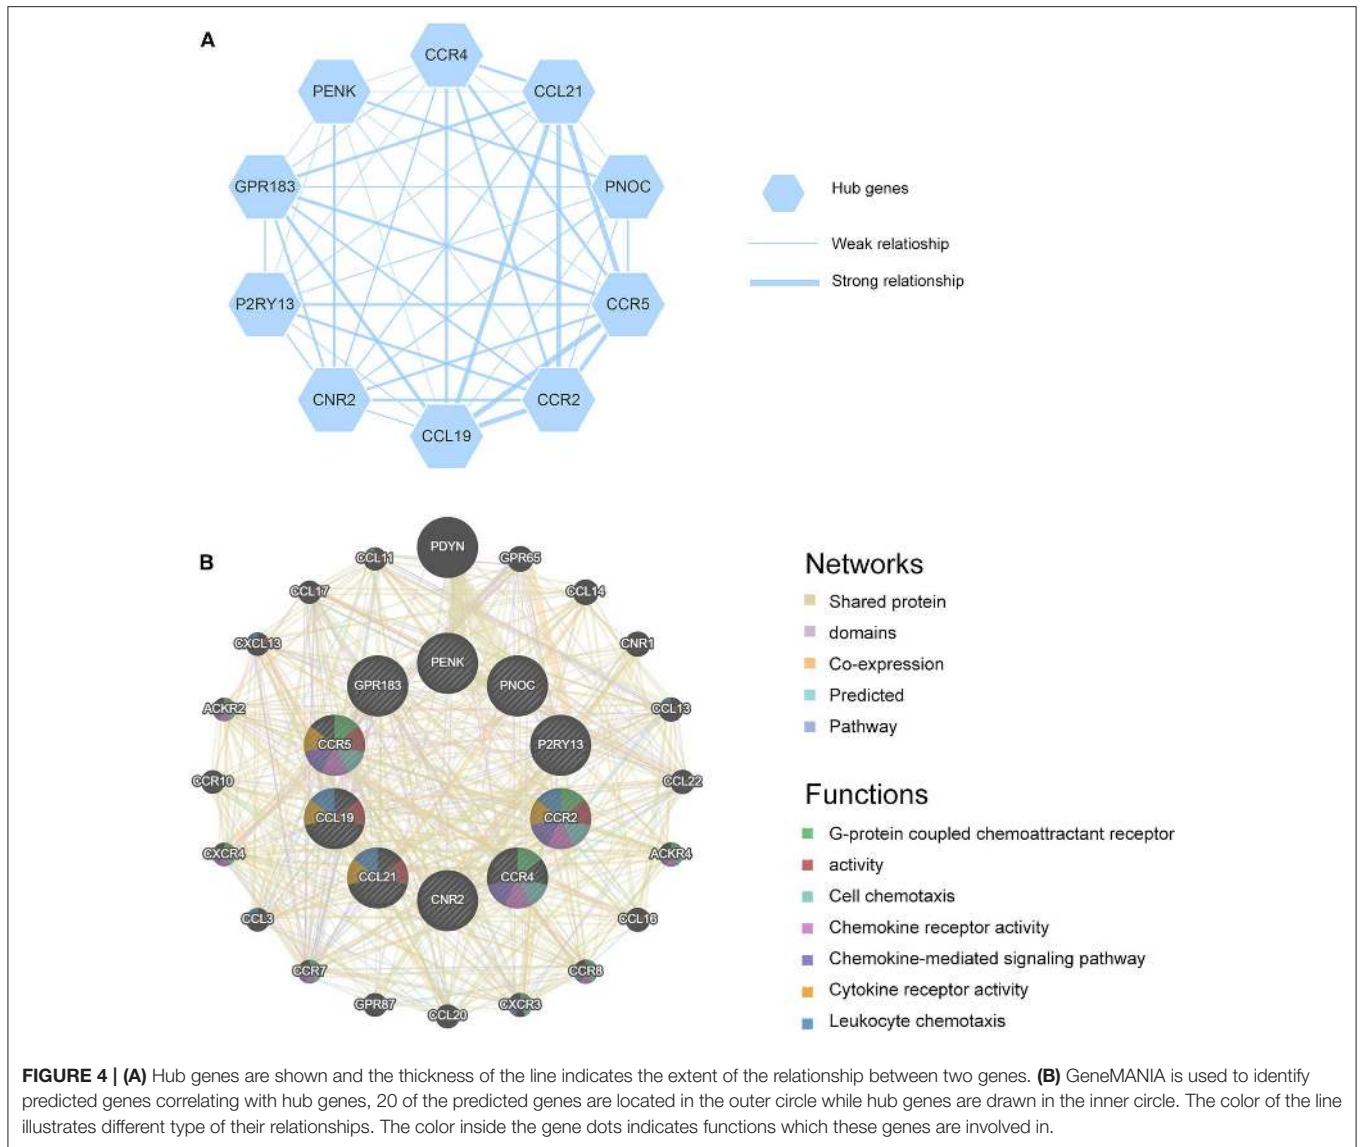 A
CCR4
PENK
CCL21
GPR183
PNOC
P2RY13
CCR5
CNR2
CCR2
CCL19
Hub genes
Weak relatioship
Strong relationship
B
PDYN
CCL11
GPR65
CCL17
CCL14
CXCL13
CNR1
PENK
GPR183
PNOC
ACKR2
CCL13
CCR5
P2RY13
CCR10
CCL22
CCL19
CCR2
CXCR4
ACKR4
CCL21
CCR4
CNR2
CCL3
CCL16
CCR7
CCR8
GPR87
CXCR3
CCL20
Networks
Shared protein
domains
Co-expression
Predicted
Pathway
Functions
G-protein coupled chemoattractant receptor
activity
Cell chemotaxis
Chemokine receptor activity
Chemokine-mediated signaling pathway
Cytokine receptor activity
Leukocyte chemotaxis
FIGURE 4 | (A) Hub genes are shown and the thickness of the line indicates the extent of the relationship between two genes. (B) GeneMANIA is used to identify
predicted genes correlating with hub genes, 20 of the predicted genes are located in the outer circle while hub genes are drawn in the inner circle. The color of the line
illustrates different type of their relationships. The color inside the gene dots indicates functions which these genes are involved in.